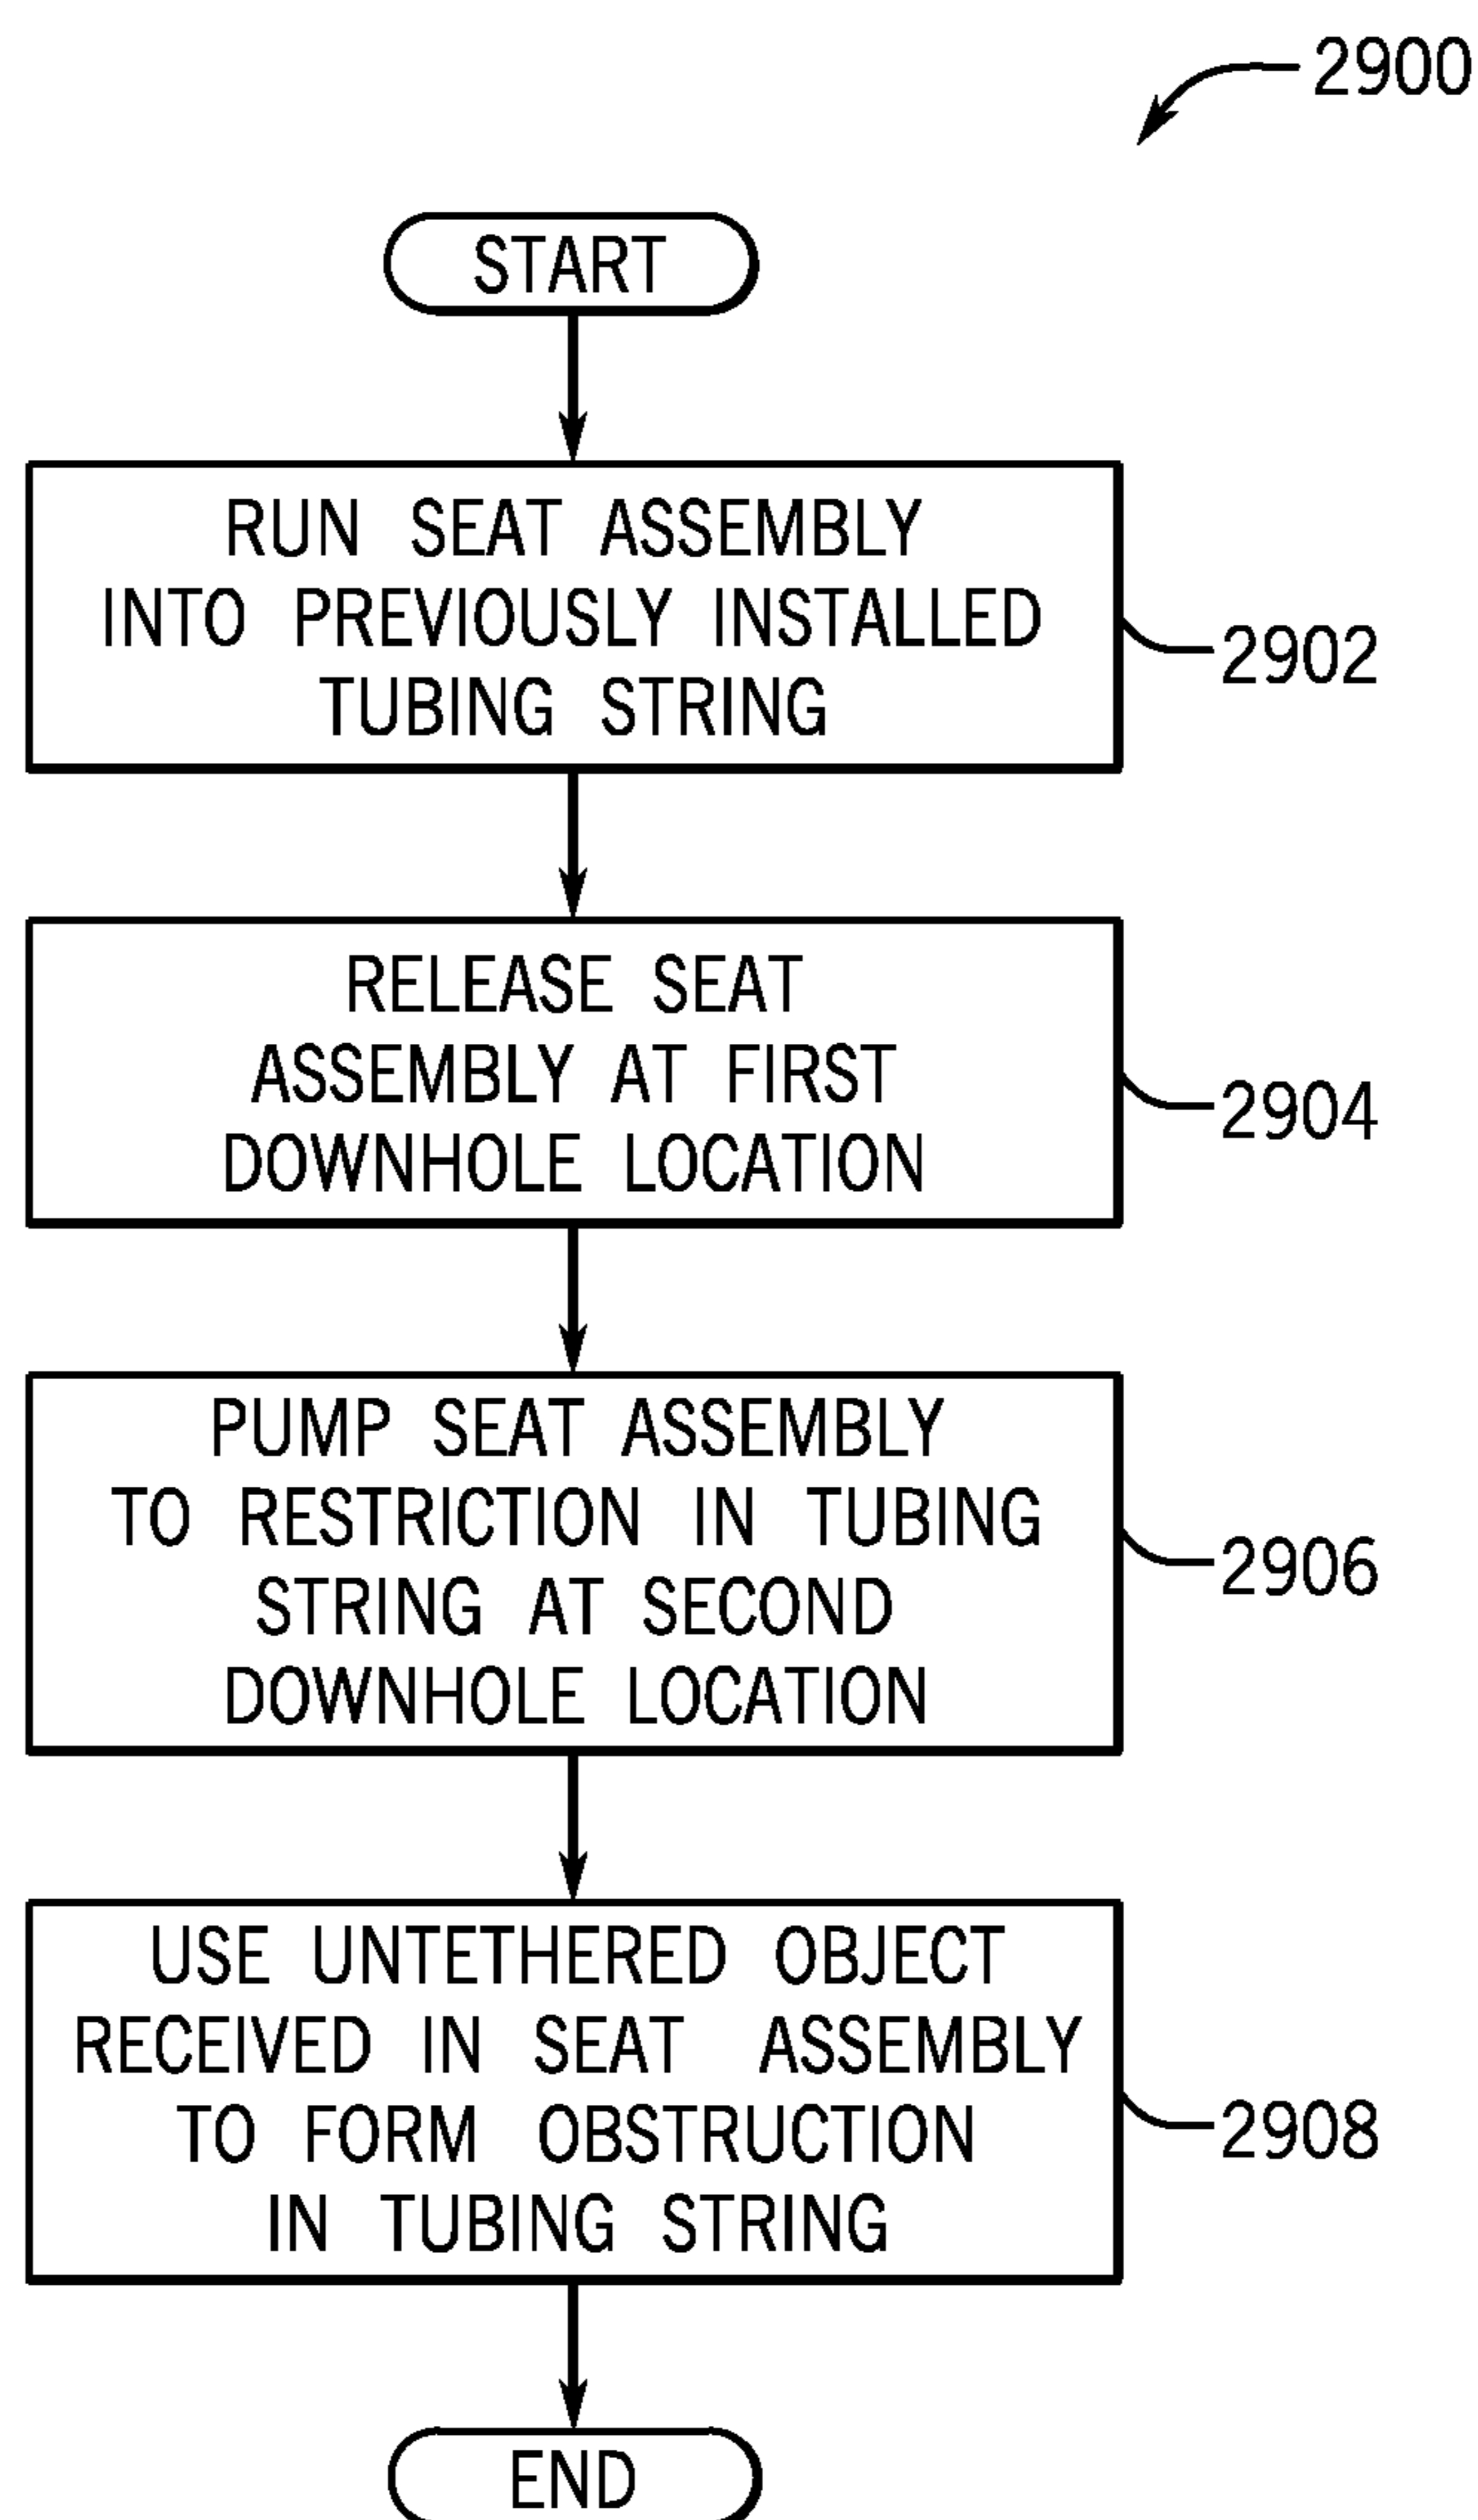 2900
START
RUN SEAT ASSEMBLY
INTO PREVIOUSLY INSTALLED
TUBING STRING
2902
RELEASE SEAT
ASSEMBLY AT FIRST
DOWNHOLE LOCATION
2904
PUMP SEAT ASSEMBLY
TO RESTRICTION IN TUBING
STRING AT SECOND
DOWNHOLE LOCATION
2906
USE UNTETHERED OBJECT
RECEIVED IN SEAT ASSEMBLY
TO FORM OBSTRUCTION
IN TUBING STRING
2908
END